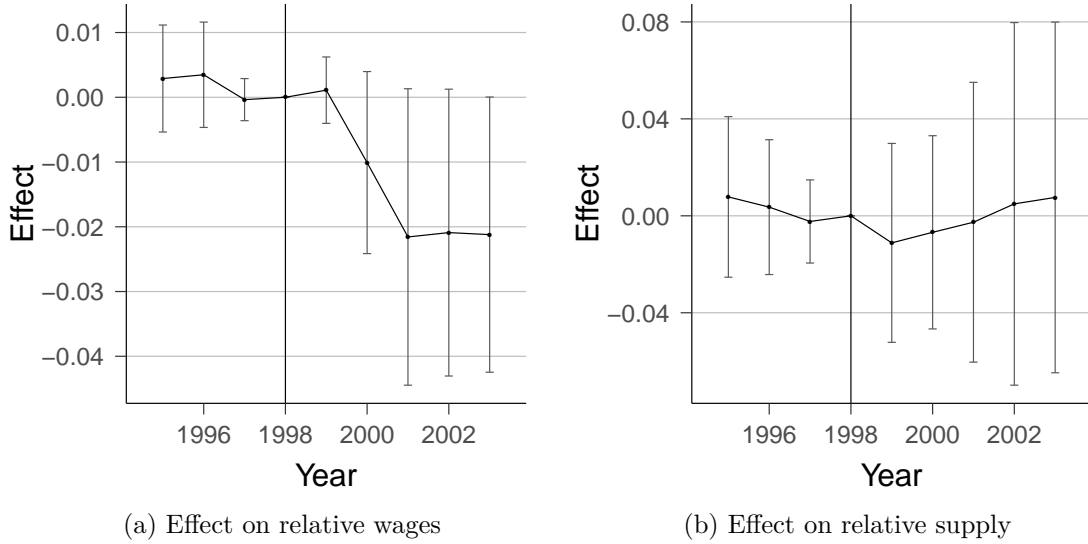 0.01
0.00
−0.01
−0.02
−0.03
−0.04
Effect
1996 1998 2000 2002
Year
(a) Effect on relative wages
0.08
0.04
0.00
−0.04
Effect
1996 1998 2000 2002
Year
(b) Effect on relative supply